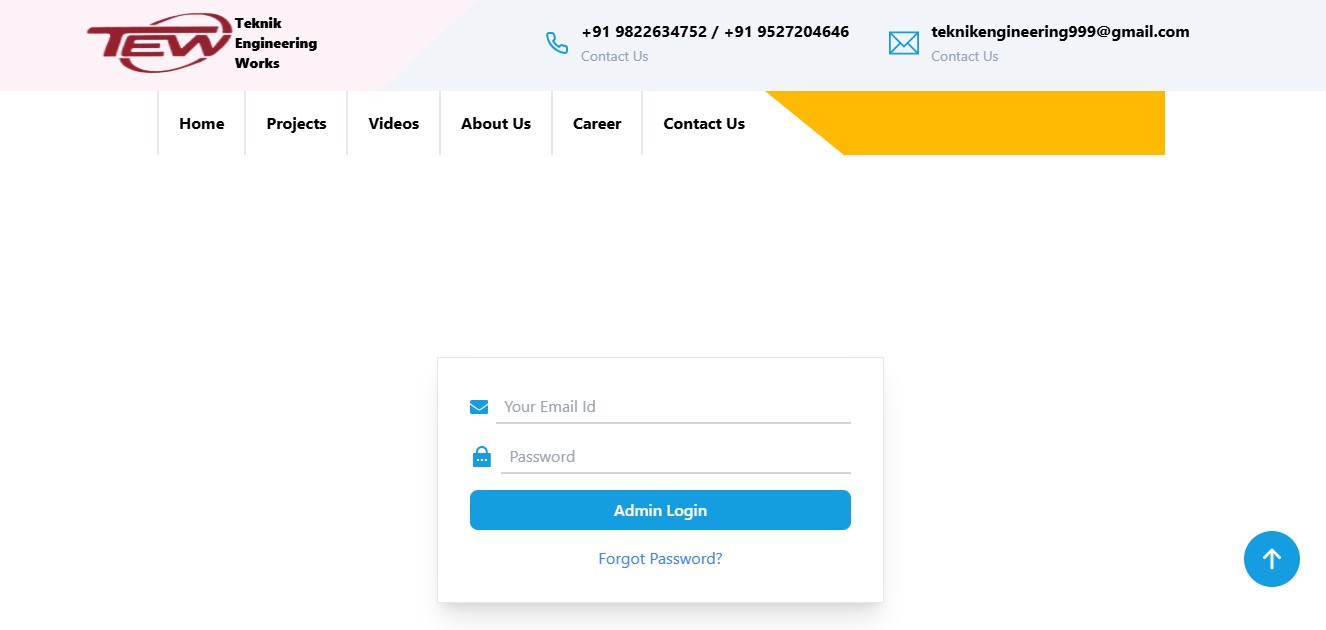 TEW
Teknik
Engineering
Works
+91 9822634752 / +91 9527204646
Contact Us
teknikengineering999@gmail.com
Contact Us
Home
Projects
Videos
About Us
Career
Contact Us
Your Email Id
Password
Admin Login
Forgot Password?